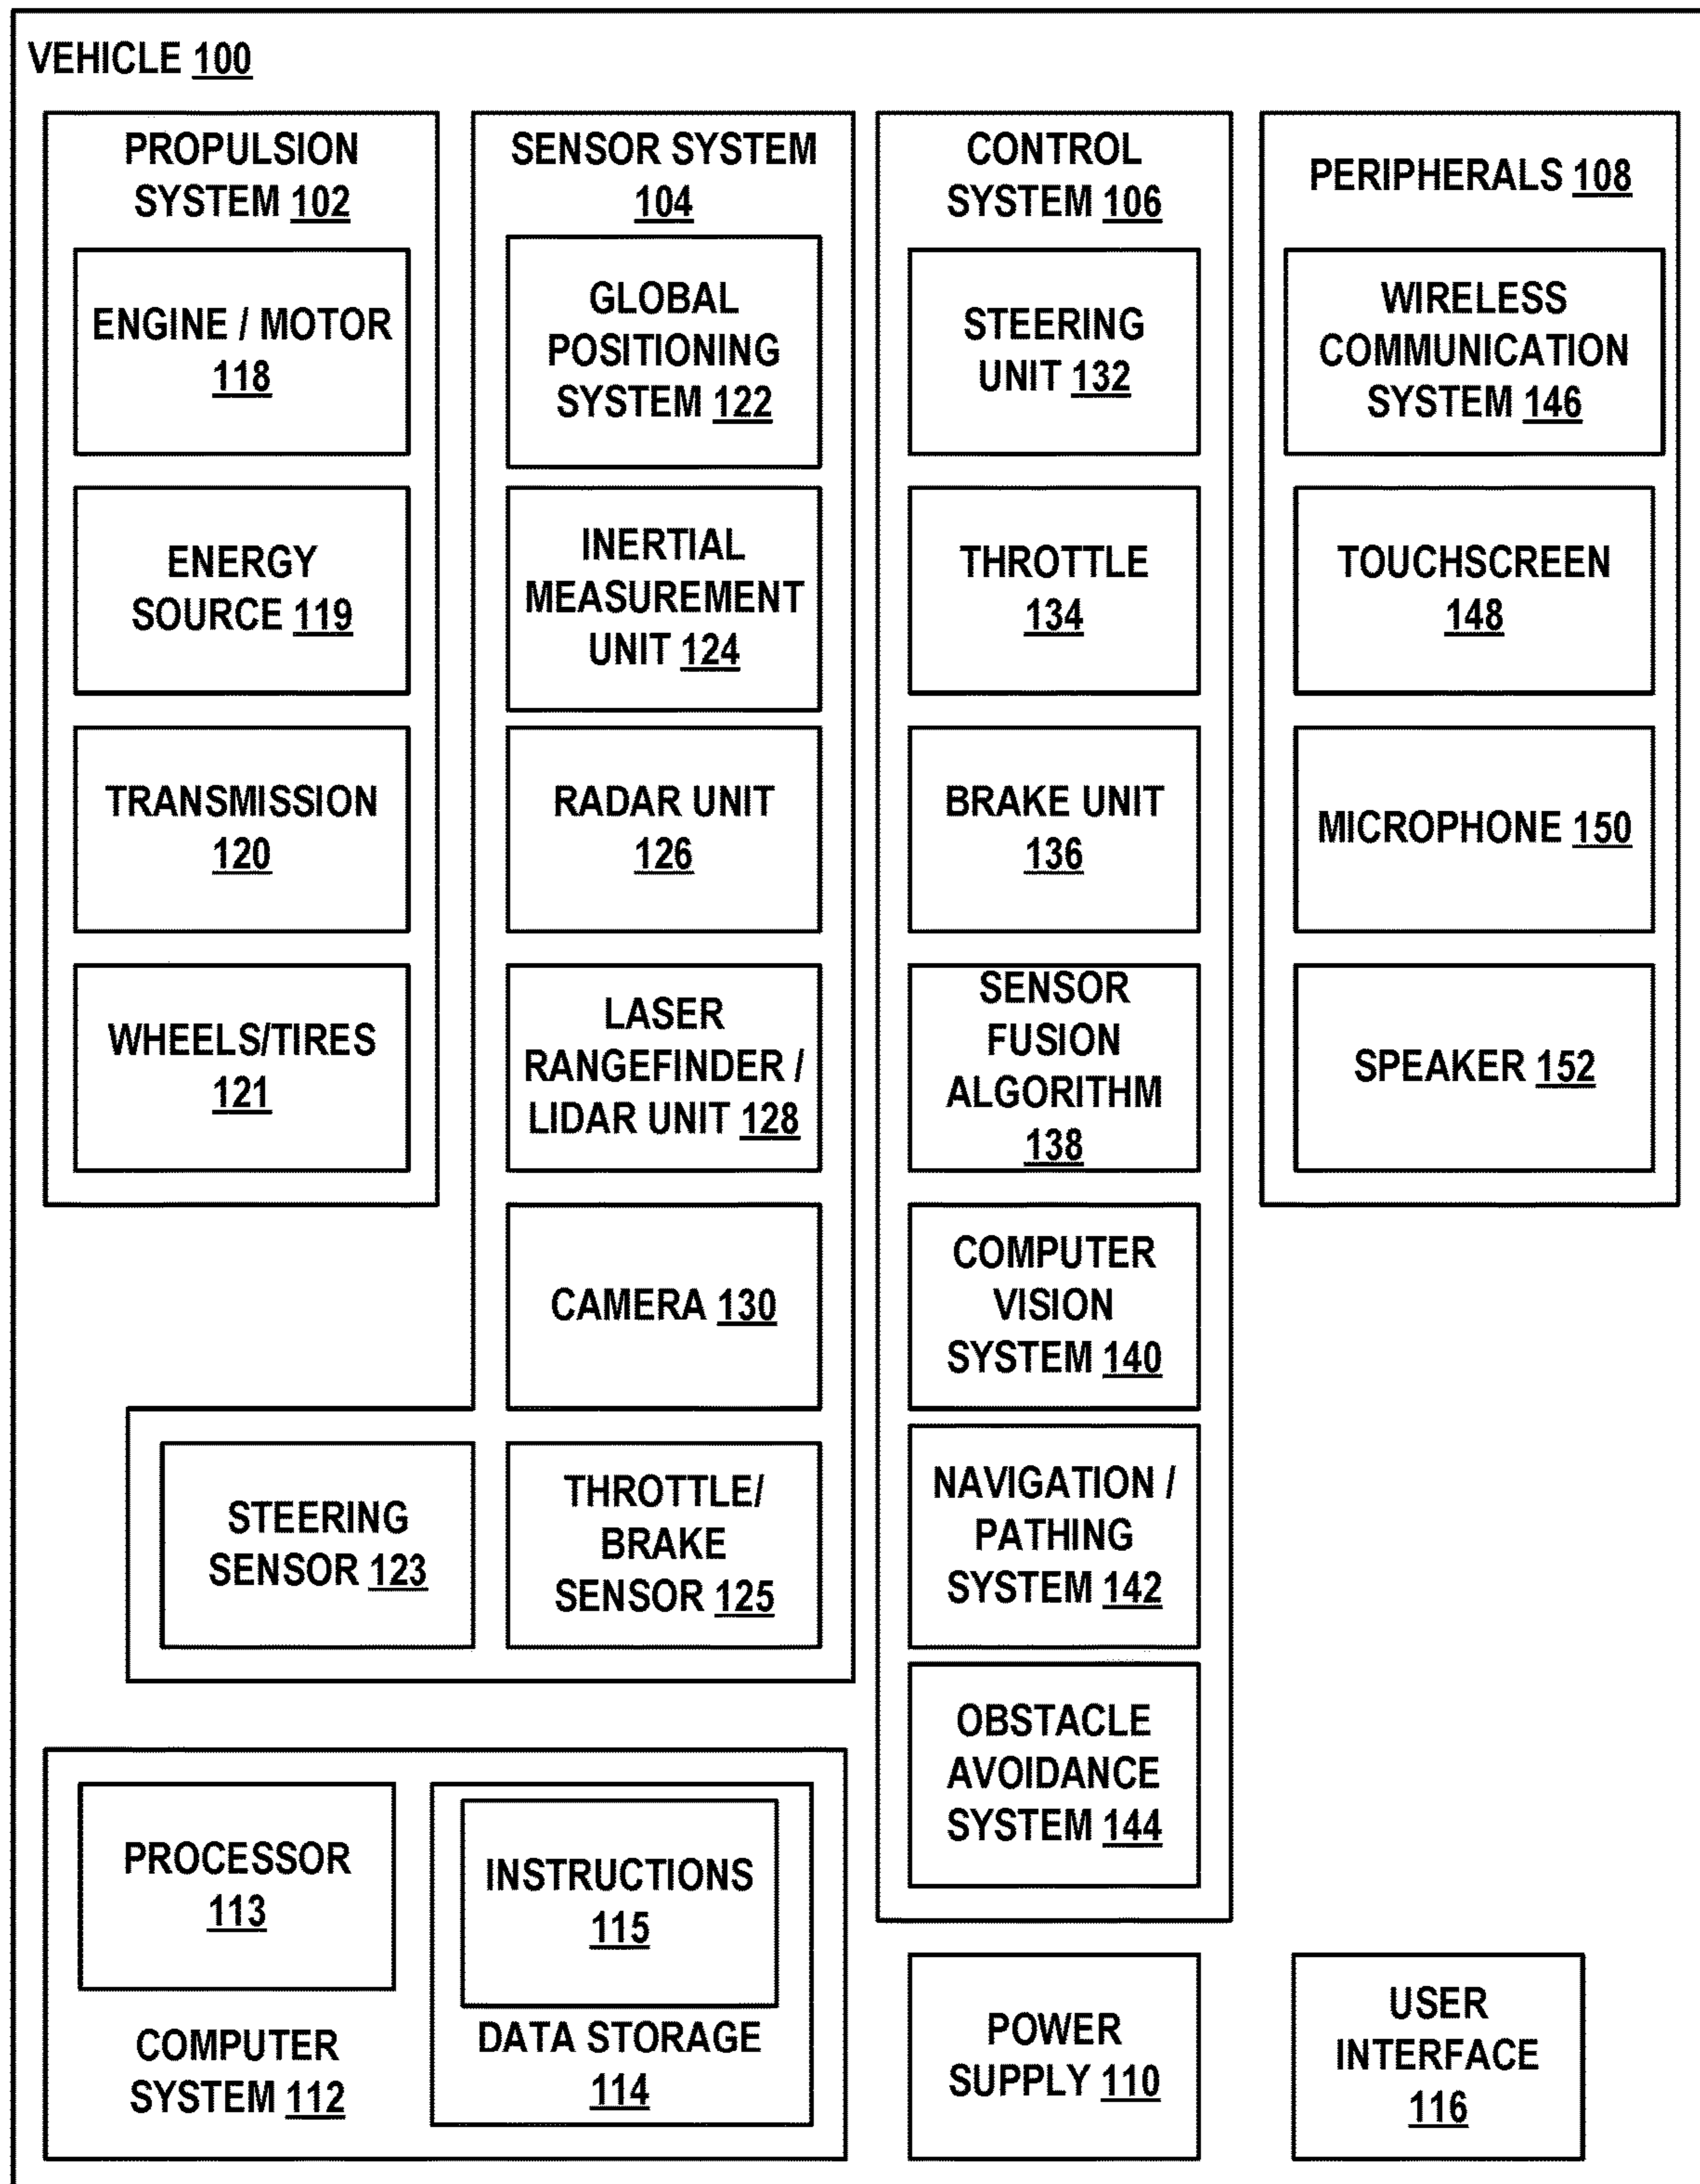 VEHICLE 100
PROPULSION
SYSTEM 102
ENGINE / MOTOR
118
ENERGY
SOURCE 119
TRANSMISSION
120
WHEELS/TIRES
121
SENSOR SYSTEM
104
GLOBAL
POSITIONING
SYSTEM 122
INERTIAL
MEASUREMENT
UNIT 124
RADAR UNIT
126
LASER
RANGEFINDER /
LIDAR UNIT 128
CAMERA 130
STEERING
SENSOR 123
THROTTLE/
BRAKE
SENSOR 125
CONTROL
SYSTEM 106
STEERING
UNIT 132
THROTTLE
134
BRAKE UNIT
136
SENSOR
FUSION
ALGORITHM
138
COMPUTER
VISION
SYSTEM 140
NAVIGATION /
PATHING
SYSTEM 142
OBSTACLE
AVOIDANCE
SYSTEM 144
PERIPHERALS 108
WIRELESS
COMMUNICATION
SYSTEM 146
TOUCHSCREEN
148
MICROPHONE 150
SPEAKER 152
PROCESSOR
113
COMPUTER
SYSTEM 112
INSTRUCTIONS
115
DATA STORAGE
114
POWER
SUPPLY 110
USER
INTERFACE
116